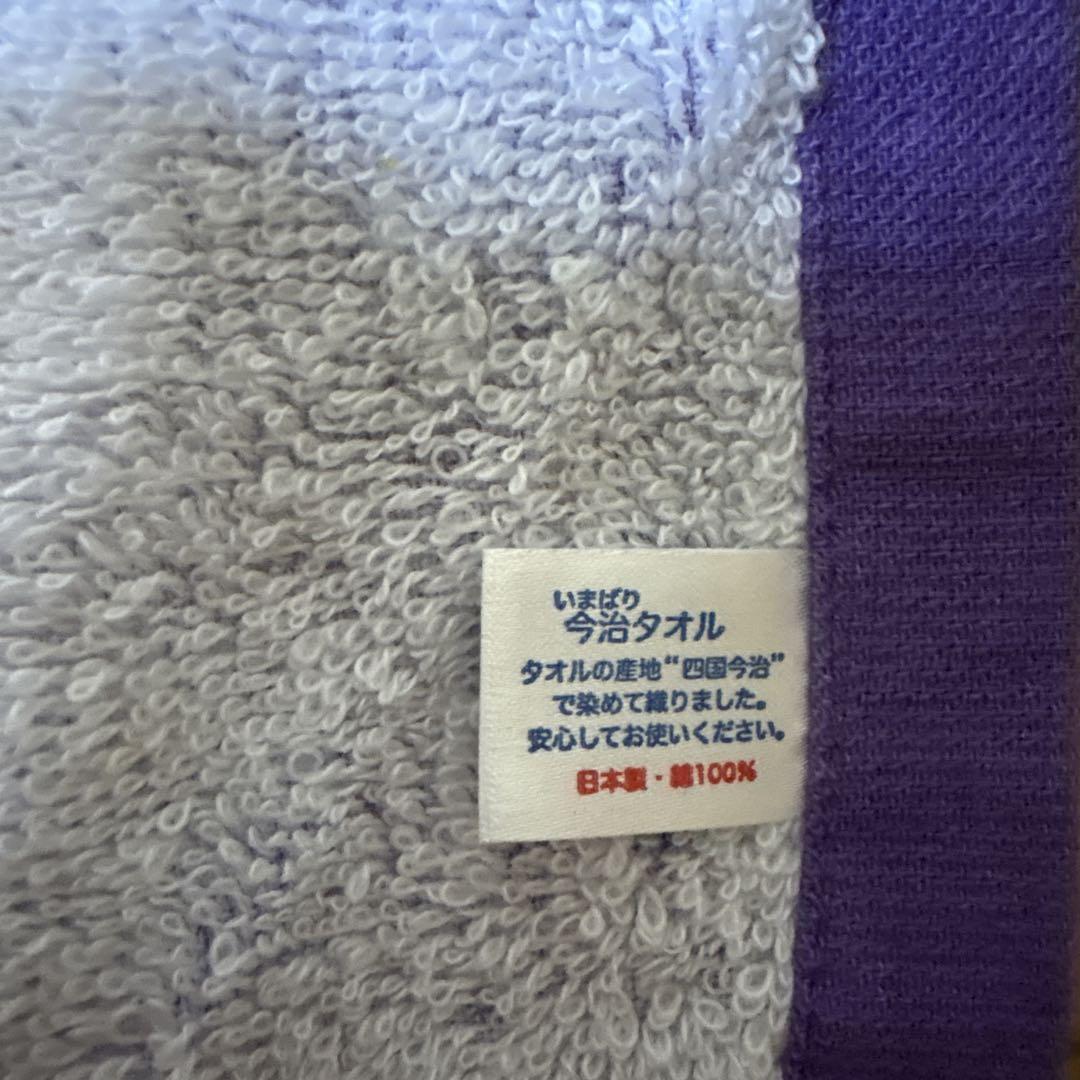 いまばり
今治タオル
タオルの産地“四国今治”
で染めて織りました。
安心してお使いください。
日本製・綿100%